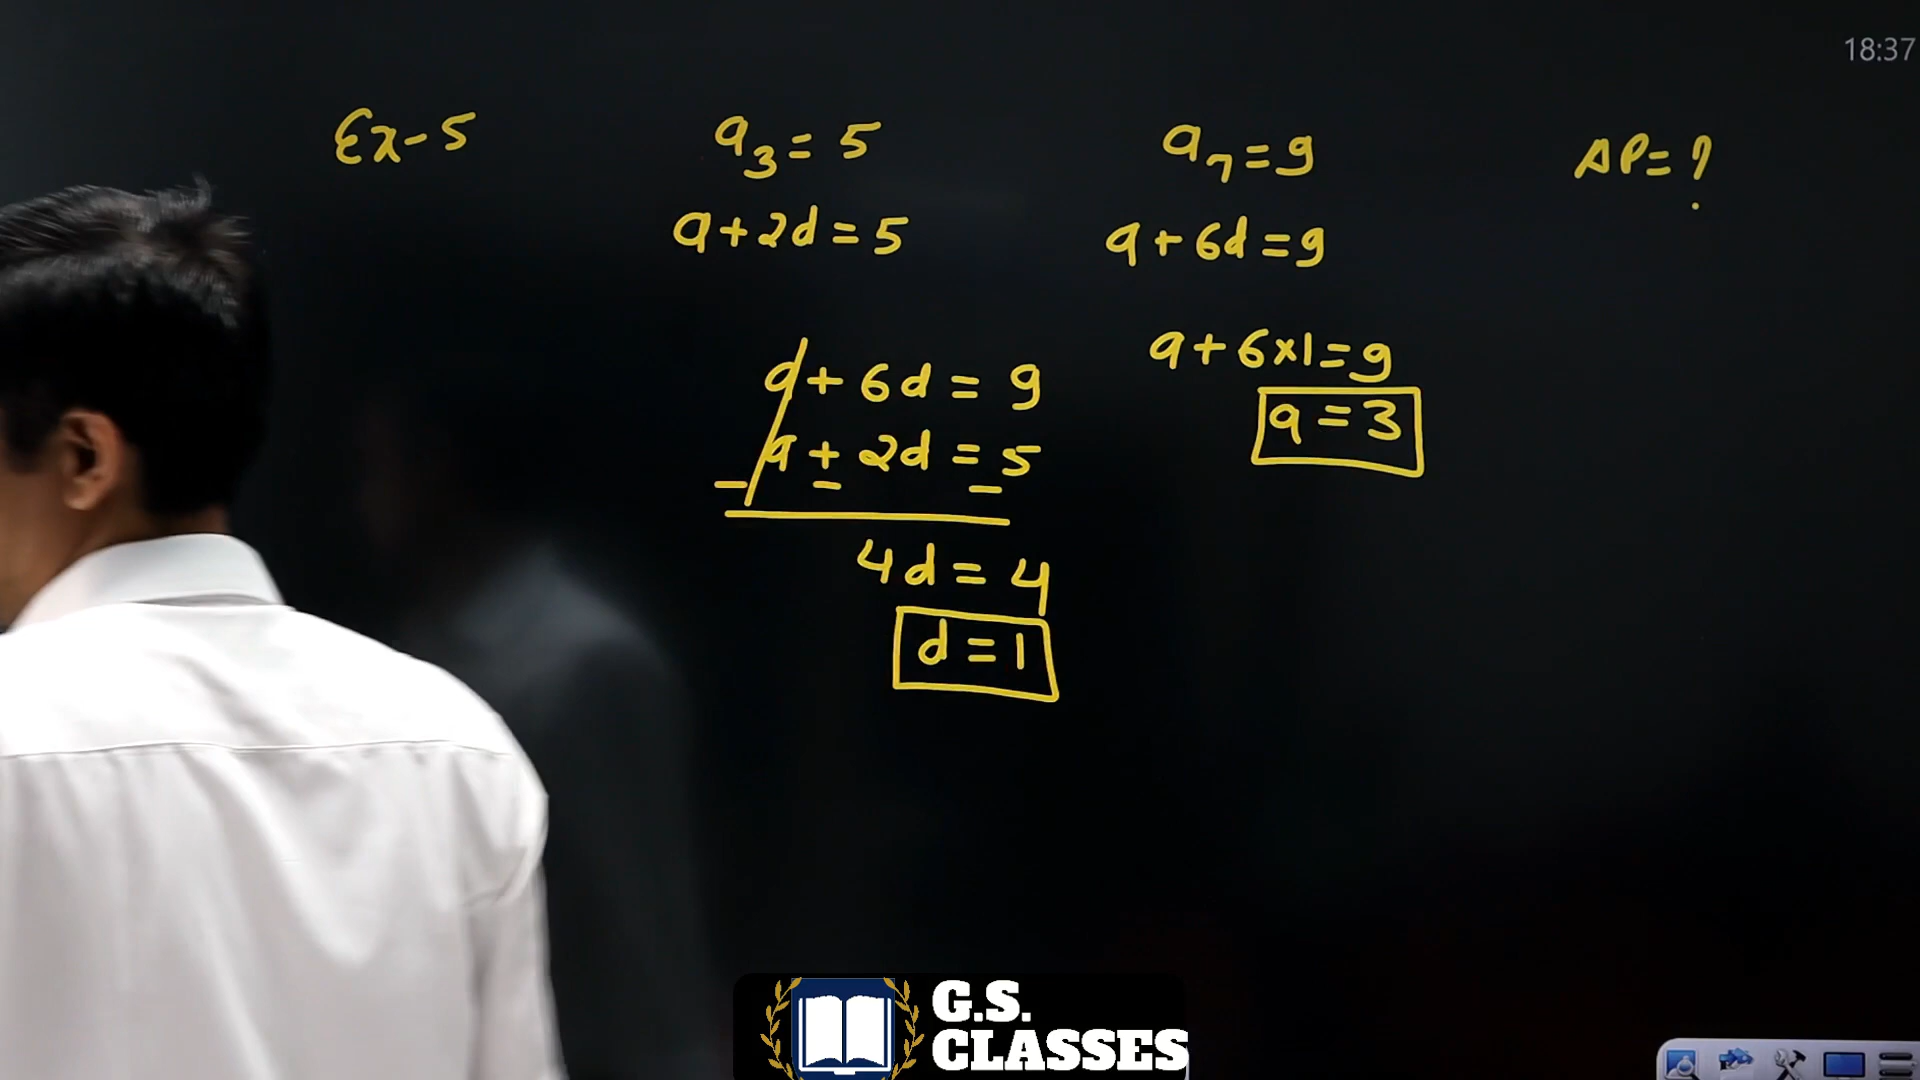 18:37
Ex-5 a₃ = 5 a₇ = 9 AP = ?
a + 2d = 5 a + 6d = 9
a + 6×1 = 9
a + 6d = 9
a = 3
a + 2d = 5
− − −
4d = 4
d = 1
G.S.
CLASSES